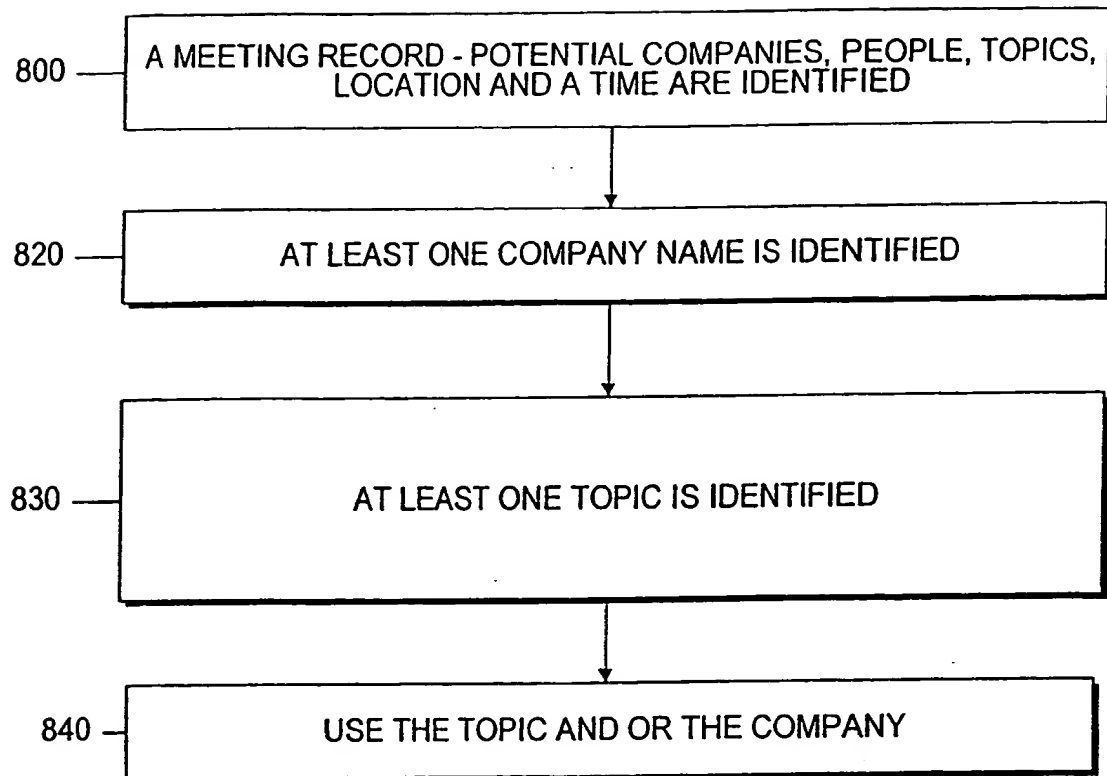 800
A MEETING RECORD - POTENTIAL COMPANIES, PEOPLE, TOPICS,
LOCATION AND A TIME ARE IDENTIFIED
820
AT LEAST ONE COMPANY NAME IS IDENTIFIED
830
AT LEAST ONE TOPIC IS IDENTIFIED
840
USE THE TOPIC AND OR THE COMPANY